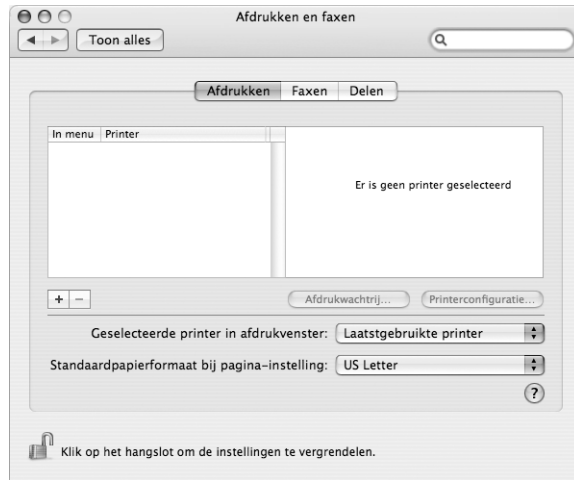 Afdrukken en faxen
Toon alles
Afdrukken Faxen Delen
In menu Printer
Er is geen printer geselecteerd
+ −
Afdrukwachtrij... Printerconfiguratie...
Geselecteerde printer in afdrukvenster: Laatstgebruikte printer
Standaardpapierformaat bij pagina-instelling: US Letter
?
Klik op het hangslot om de instellingen te vergrendelen.